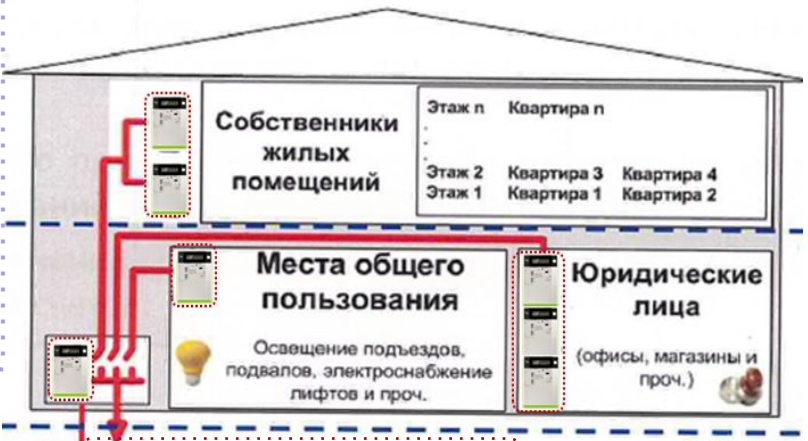 Собственники
жилых
помещений
Этаж n Квартира n
.
.
.
Этаж 2 Квартира 3 Квартира 4
Этаж 1 Квартира 1 Квартира 2
Места общего
пользования
Освещение подъездов,
подвалов, электроснабжение
лифтов и проч.
Юридические
лица
(офисы, магазины и
проч.)